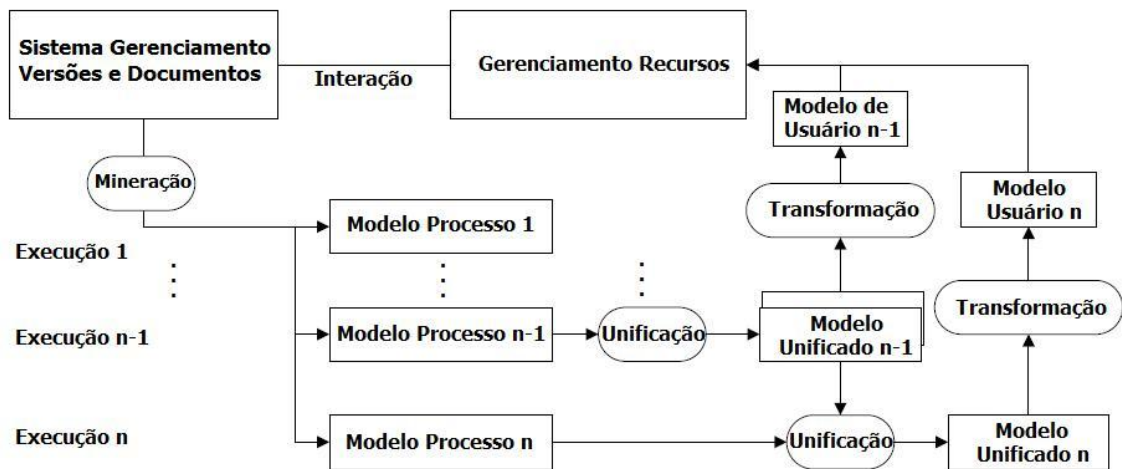 Sistema Gerenciamento
Versões e Documentos
Interação
Gerenciamento Recursos
Modelo de
Usuário n-1
Mineração
Transformação
Modelo
Usuário n
Modelo Processo 1
Execução 1
Transformação
Execução n-1
Modelo Processo n-1
Unificação
Modelo
Unificado n-1
Execução n
Modelo Processo n
Unificação
Modelo
Unificado n